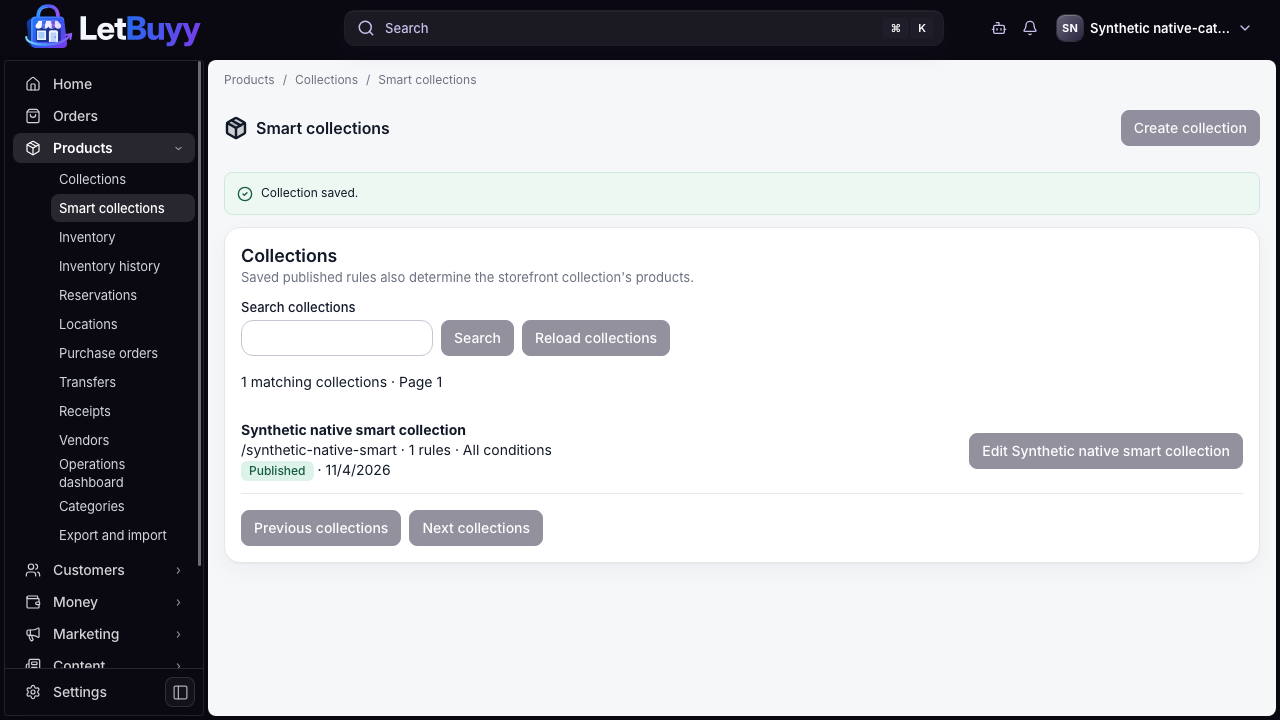 LetBuyy
Search
⌘ K
SN Synthetic native-cat...
Home
Orders
Products
Collections
Smart collections
Inventory
Inventory history
Reservations
Locations
Purchase orders
Transfers
Receipts
Vendors
Operations
dashboard
Categories
Export and import
Customers
Money
Marketing
Content
Settings
Products / Collections / Smart collections
Smart collections
Create collection
Collection saved.
Collections
Saved published rules also determine the storefront collection's products.
Search collections
Search
Reload collections
1 matching collections · Page 1
Synthetic native smart collection
/synthetic-native-smart · 1 rules · All conditions
Published · 11/4/2026
Edit Synthetic native smart collection
Previous collections
Next collections